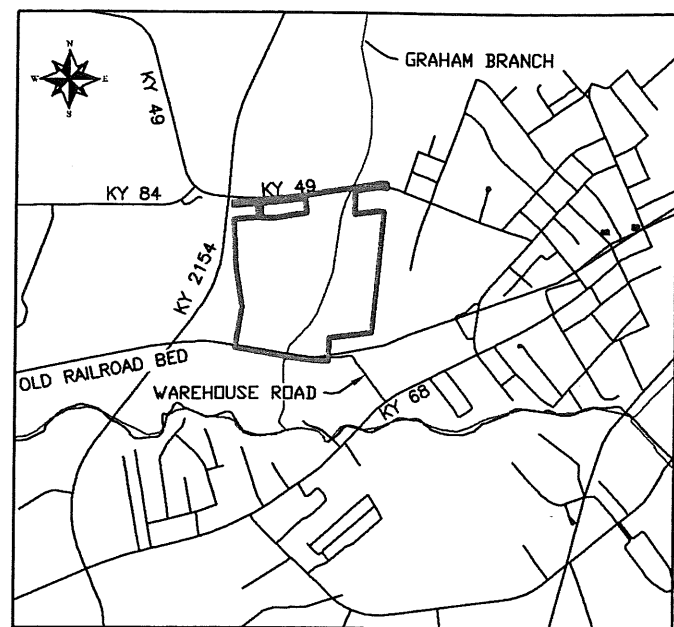 N
W E
S
GRAHAM BRANCH
KY 49
KY 84
KY 49
KY 2154
OLD RAILROAD BED
WAREHOUSE ROAD
KY 68